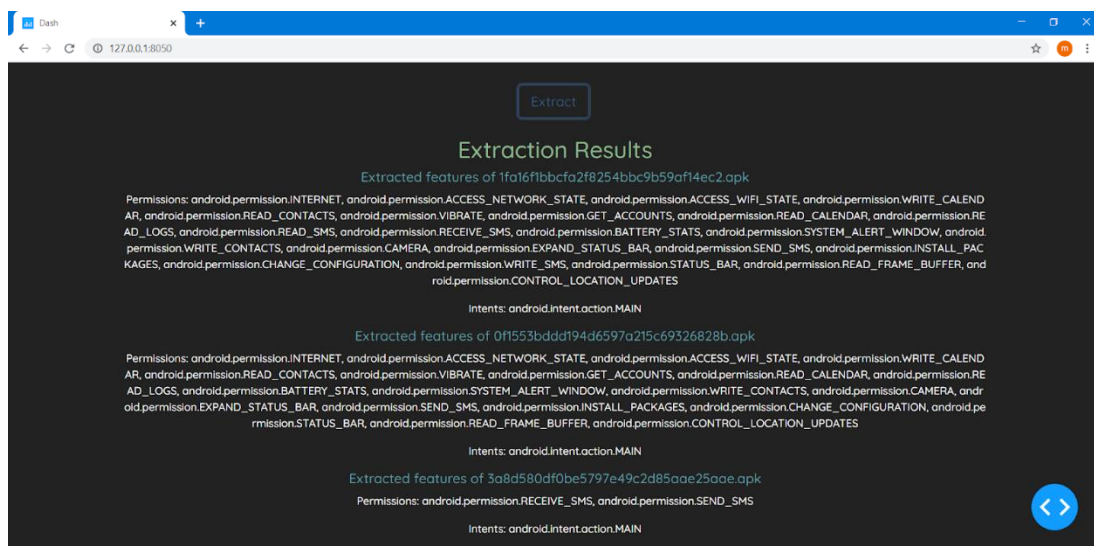 Dash
127.0.0.1:8050
m
Extract
Extraction Results
Extracted features of 1fa16f1bbcfa2f8254bbc9b59af14ec2.apk
Permissions: android.permission.INTERNET, android.permission.ACCESS_NETWORK_STATE, android.permission.ACCESS_WIFI_STATE, android.permission.WRITE_CALEND
AR, android.permission.READ_CONTACTS, android.permission.VIBRATE, android.permission.GET_ACCOUNTS, android.permission.READ_CALENDAR, android.permission.RE
AD_LOGS, android.permission.READ_SMS, android.permission.RECEIVE_SMS, android.permission.BATTERY_STATS, android.permission.SYSTEM_ALERT_WINDOW, android.
permission.WRITE_CONTACTS, android.permission.CAMERA, android.permission.EXPAND_STATUS_BAR, android.permission.SEND_SMS, android.permission.INSTALL_PAC
KAGES, android.permission.CHANGE_CONFIGURATION, android.permission.WRITE_SMS, android.permission.STATUS_BAR, android.permission.READ_FRAME_BUFFER, and
roid.permission.CONTROL_LOCATION_UPDATES
Intents: android.intent.action.MAIN
Extracted features of 0f1553bddd194d6597a215c69326828b.apk
Permissions: android.permission.INTERNET, android.permission.ACCESS_NETWORK_STATE, android.permission.ACCESS_WIFI_STATE, android.permission.WRITE_CALEND
AR, android.permission.READ_CONTACTS, android.permission.VIBRATE, android.permission.GET_ACCOUNTS, android.permission.READ_CALENDAR, android.permission.RE
AD_LOGS, android.permission.BATTERY_STATS, android.permission.SYSTEM_ALERT_WINDOW, android.permission.WRITE_CONTACTS, android.permission.CAMERA, andr
oid.permission.EXPAND_STATUS_BAR, android.permission.SEND_SMS, android.permission.INSTALL_PACKAGES, android.permission.CHANGE_CONFIGURATION, android.pe
rmission.STATUS_BAR, android.permission.READ_FRAME_BUFFER, android.permission.CONTROL_LOCATION_UPDATES
Intents: android.intent.action.MAIN
Extracted features of 3a8d580df0be5797e49c2d85aae25aae.apk
Permissions: android.permission.RECEIVE_SMS, android.permission.SEND_SMS
Intents: android.intent.action.MAIN